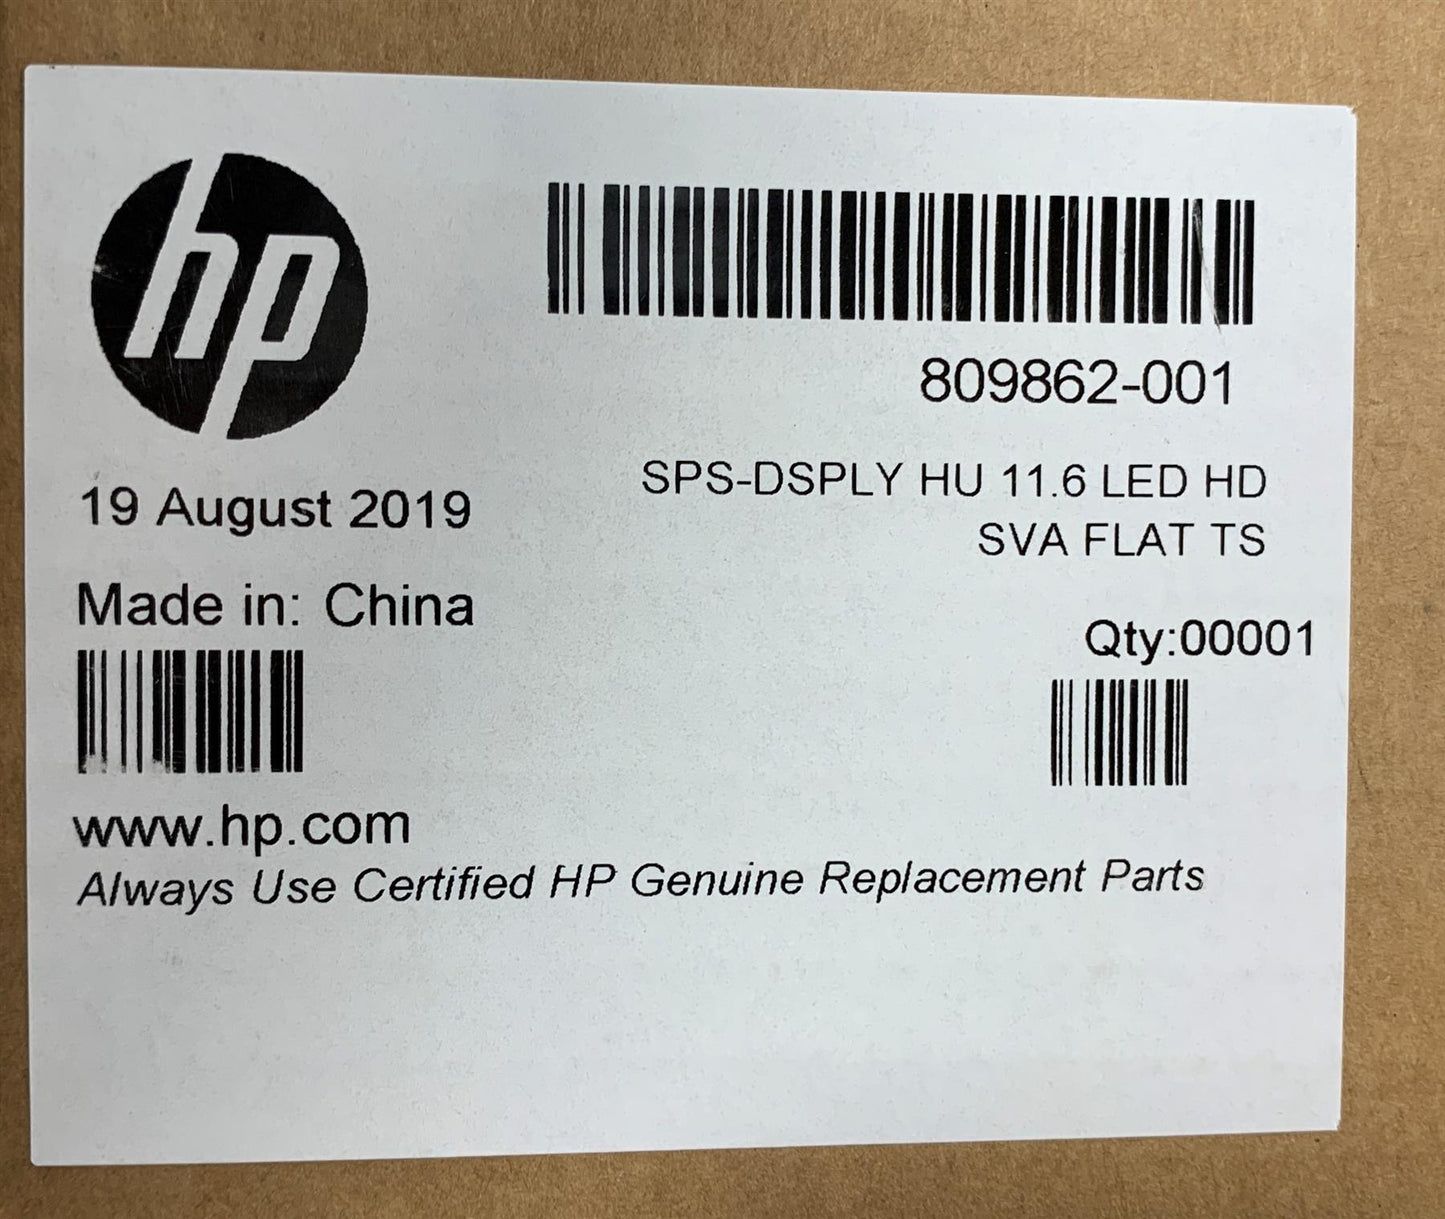 hp
809862-001
SPS-DSPLY HU 11.6 LED HD
SVA FLAT TS
19 August 2019
Made in: China
Qty:00001
www.hp.com
Always Use Certified HP Genuine Replacement Parts